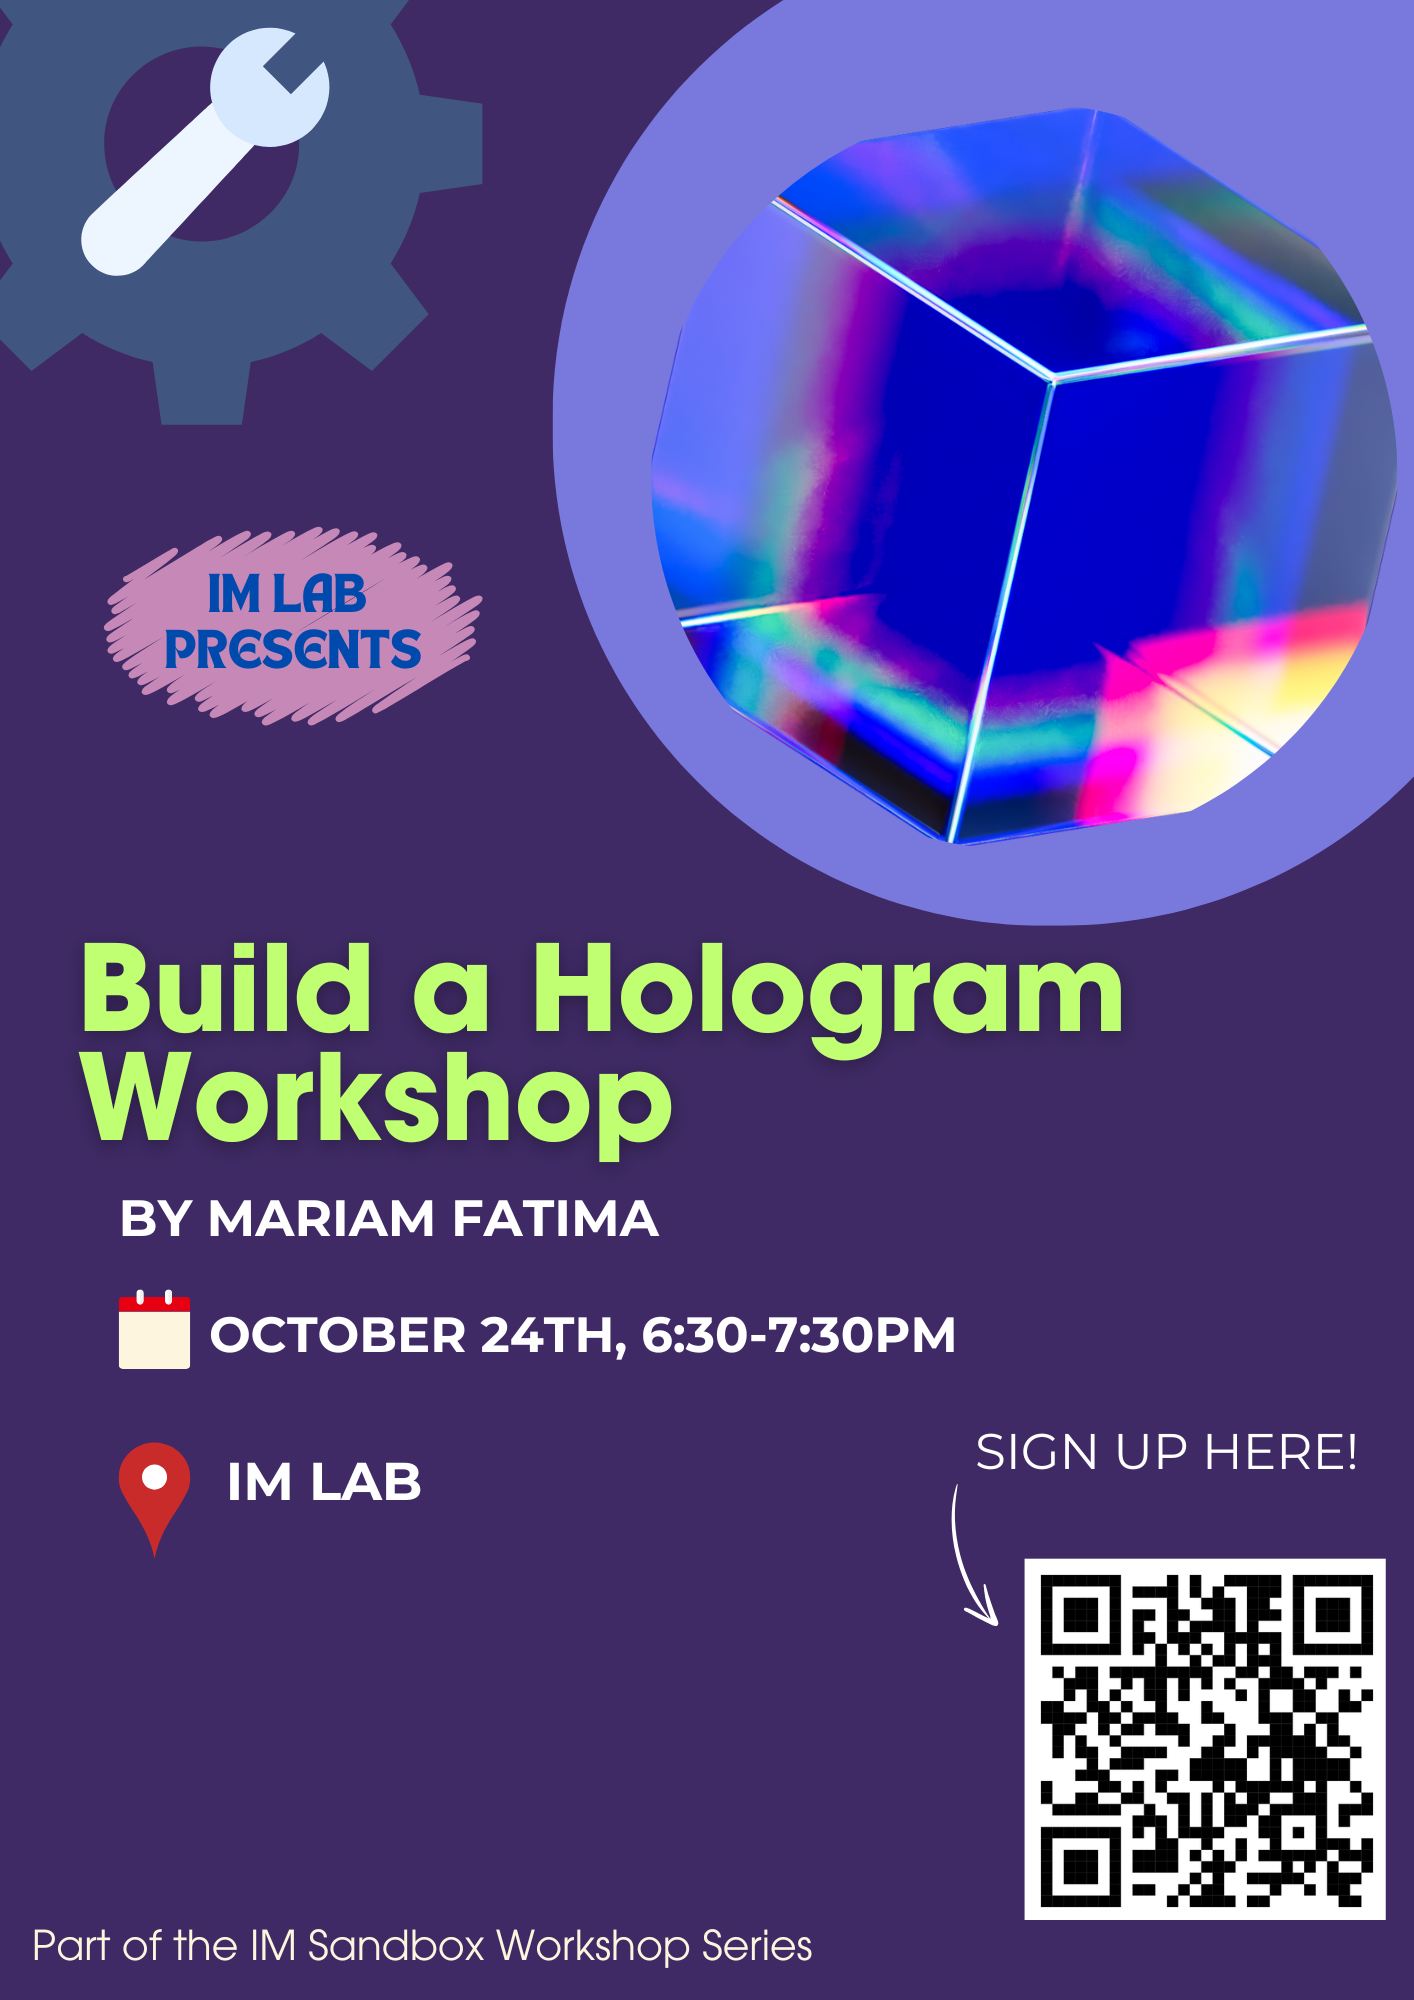 IM LAB
PRESENTS
Build a Hologram
Workshop
BY MARIAM FATIMA
OCTOBER 24TH, 6:30-7:30PM
IM LAB
SIGN UP HERE!
Part of the IM Sandbox Workshop Series